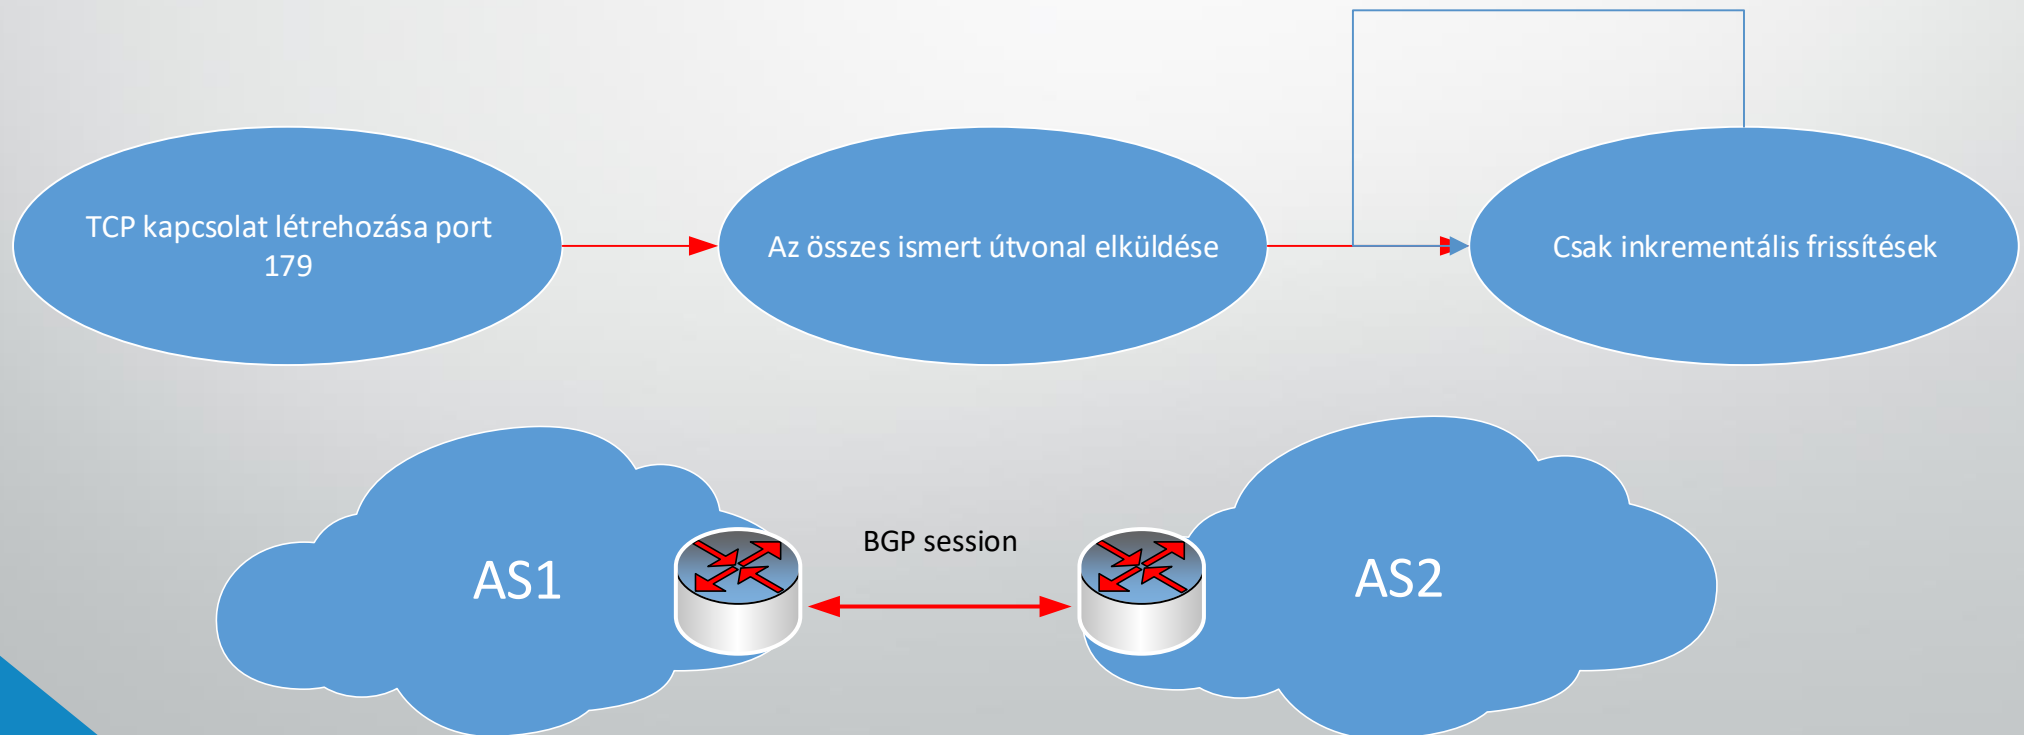 TCP kapcsolat létrehozása port
179
Az összes ismert útvonal elküldése
Csak inkrementális frissítések
BGP session
AS1
AS2